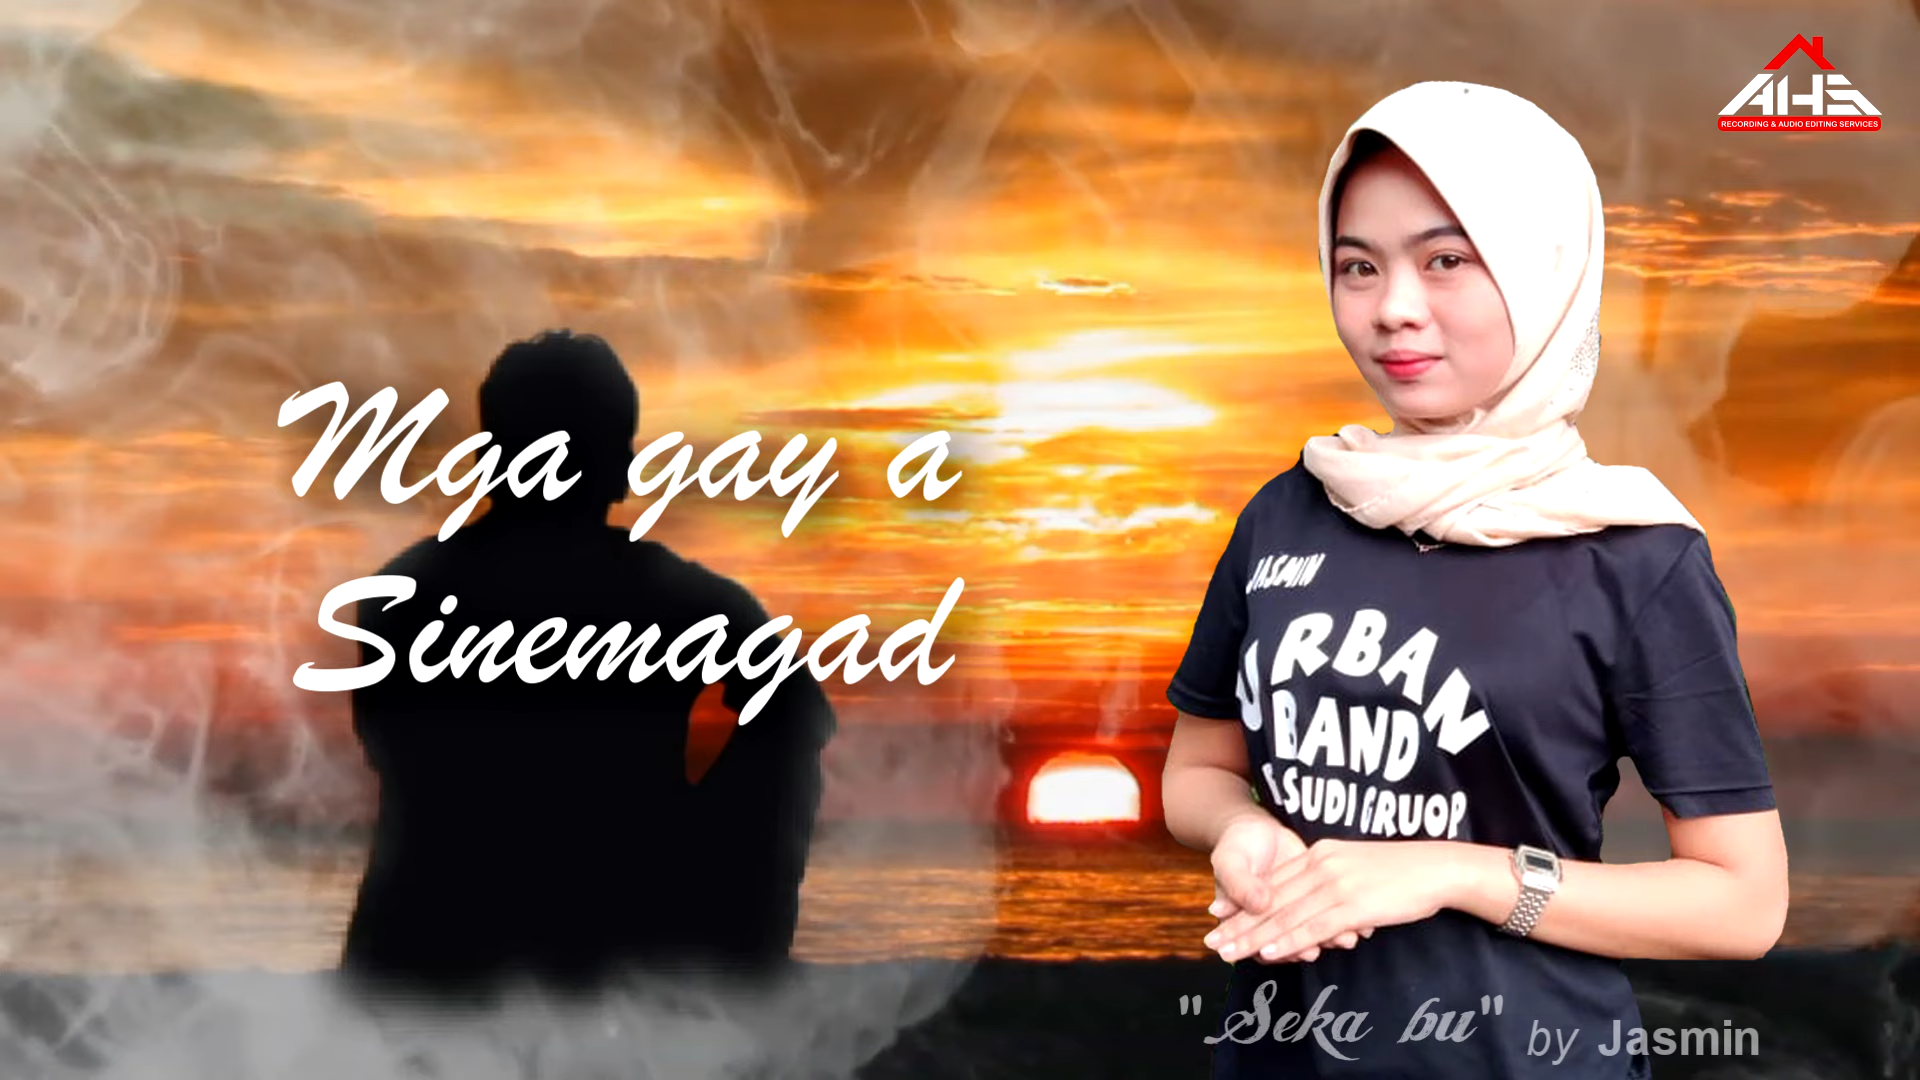 AHS
RECORDING & AUDIO EDITING SERVICES
Mga gay a
Sinemagad
JASMIN
URBAN
BAND
SUDI GRUOP
"Seka bu" by Jasmin